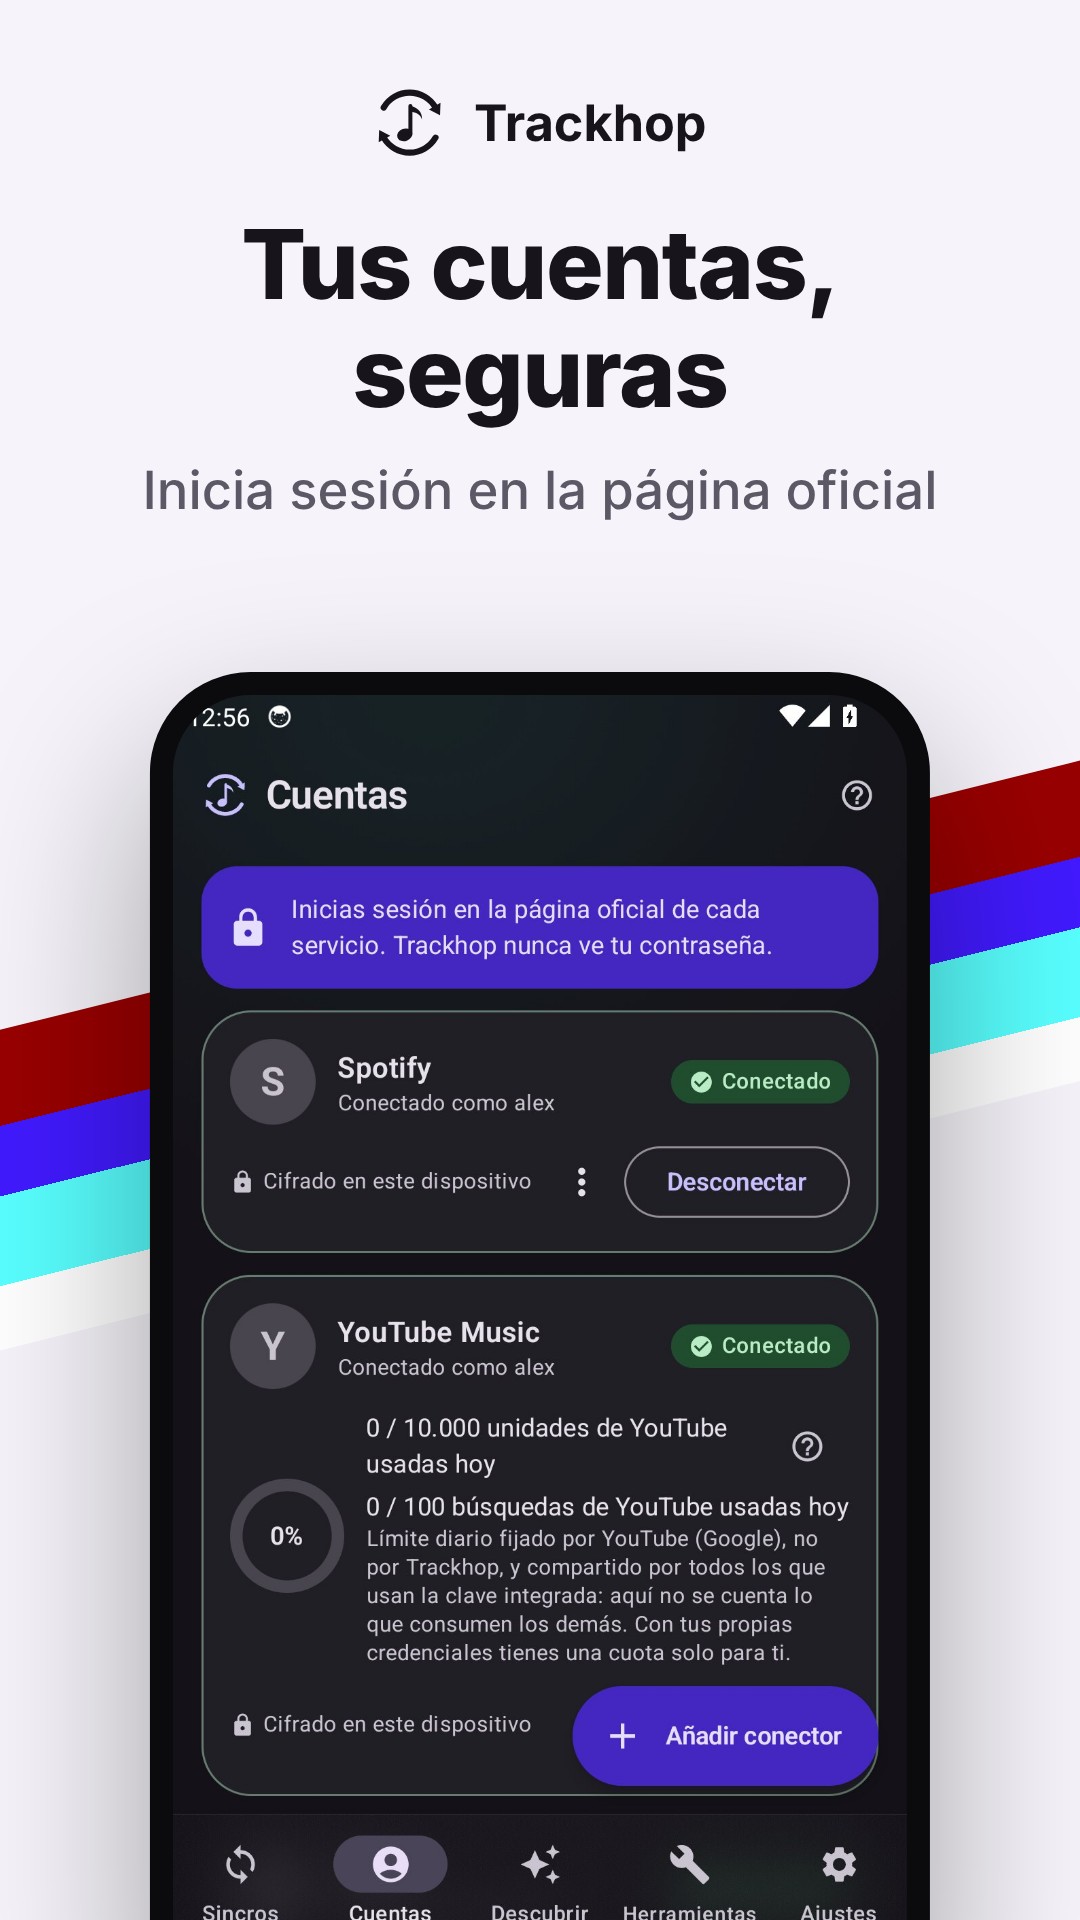 Trackhop
Tus cuentas,
seguras
Inicia sesión en la página oficial
12:56
Cuentas
Inicias sesión en la página oficial de cada
servicio. Trackhop nunca ve tu contraseña.
S
Spotify
Conectado
Conectado como alex
Cifrado en este dispositivo
Desconectar
Y
YouTube Music
Conectado
Conectado como alex
0 / 10.000 unidades de YouTube
usadas hoy
0 / 100 búsquedas de YouTube usadas hoy
0%
Límite diario fijado por YouTube (Google), no
por Trackhop, y compartido por todos los que
usan la clave integrada: aquí no se cuenta lo
que consumen los demás. Con tus propias
credenciales tienes una cuota solo para ti.
Cifrado en este dispositivo
Añadir conector
Sincros
Cuentas
Descubrir
Herramientas
Ajustes